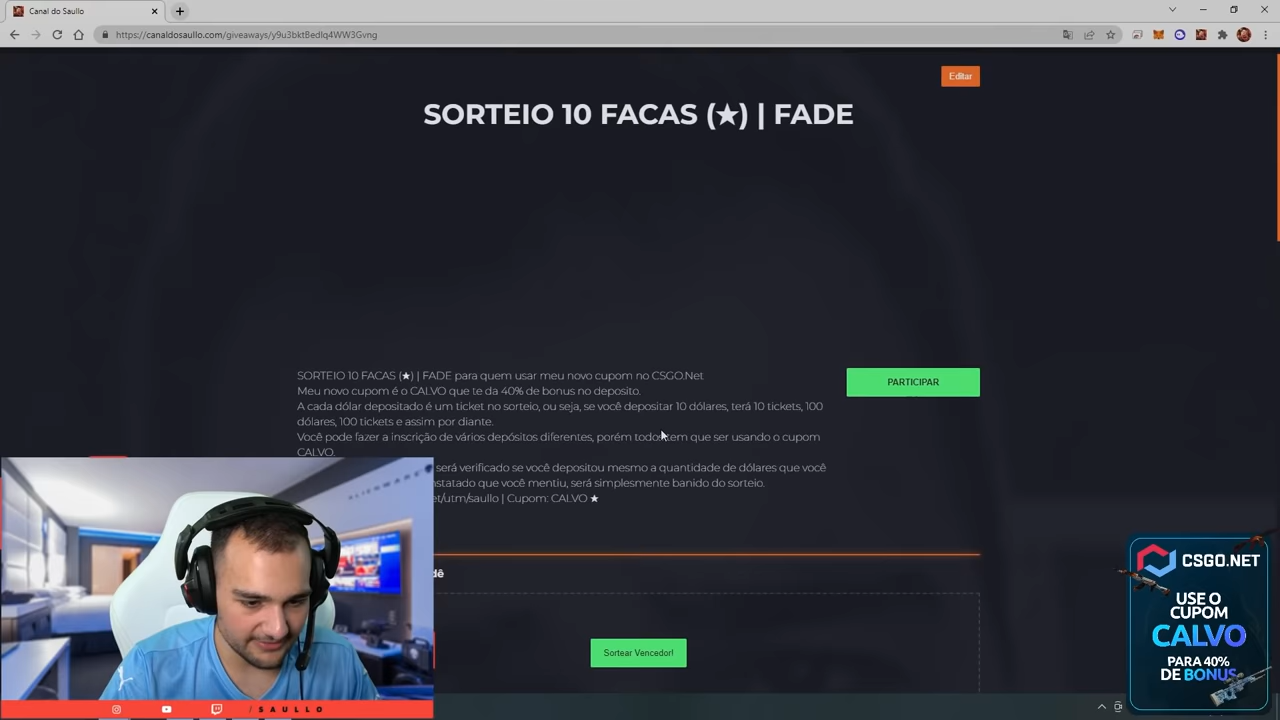 Canal do Saullo
https://canaldosaullo.com/giveaways/y9u3bktBedIq4WW3Gvng
Editar
SORTEIO 10 FACAS (★) | FADE
SORTEIO 10 FACAS (★) | FADE para quem usar meu novo cupom no CSGO.Net
Meu novo cupom é o CALVO que te da 40% de bonus no deposito.
A cada dólar depositado é um ticket no sorteio, ou seja, se você depositar 10 dólares, terá 10 tickets, 100
dólares, 100 tickets e assim por diante.
Você pode fazer a inscrição de vários depósitos diferentes, porém todos tem que ser usando o cupom
CALVO.
será verificado se você depositou mesmo a quantidade de dólares que você
nstatado que você mentiu, será simplesmente banido do sorteio.
et/utm/saullo | Cupom: CALVO ★
PARTICIPAR
dê
Sortear Vencedor!
ALIENWARE
/SAULLO
CSGO.NET
USE O
CUPOM
CALVO
PARA 40%
DE BONUS